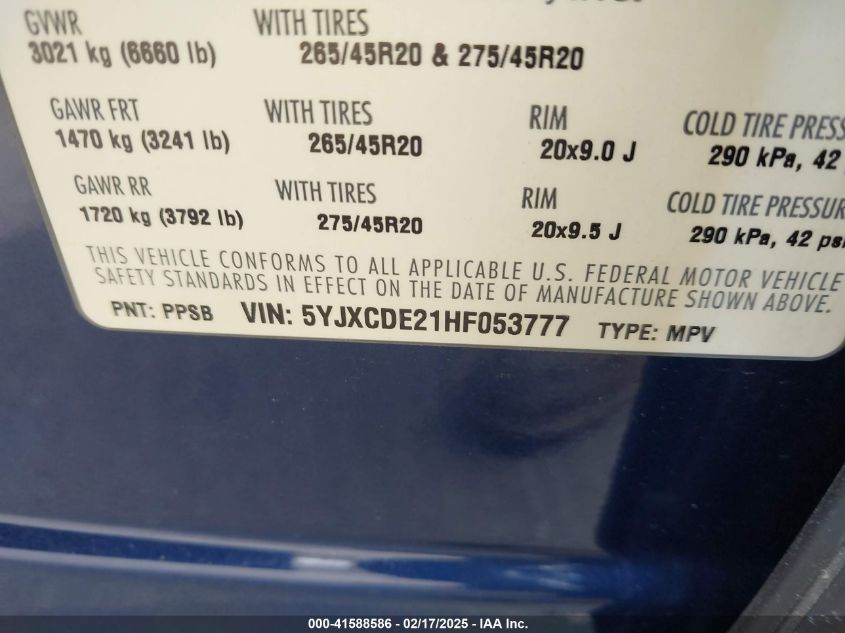 GVWR WITH TIRES
3021 kg (6660 lb) 265/45R20 & 275/45R20
GAWR FRT WITH TIRES RIM COLD TIRE PRESS
1470 kg (3241 lb) 265/45R20 20x9.0 J 290 kPa, 42
GAWR RR WITH TIRES RIM COLD TIRE PRESSUR
1720 kg (3792 lb) 275/45R20 20x9.5 J 290 kPa, 42 psi
THIS VEHICLE CONFORMS TO ALL APPLICABLE U.S. FEDERAL MOTOR VEHICLE
SAFETY STANDARDS IN EFFECT ON THE DATE OF MANUFACTURE SHOWN ABOVE.
PNT: PPSB VIN: 5YJXCDE21HF053777 TYPE: MPV
000-41588586 - 02/17/2025 - IAA Inc.